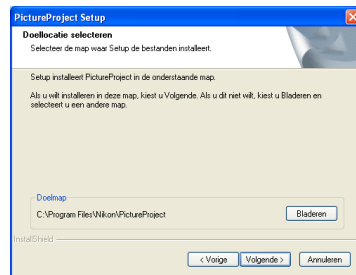 PictureProject Setup
Doellocatie selecteren
Selecteer de map waar Setup de bestanden installeert.
Setup installeert PictureProject in de onderstaande map.
Als u wilt installeren in deze map, kiest u Volgende. Als u dit niet wilt, kiest u Bladeren en
selecteert u een andere map.
Doelmap
C:\Program Files\Nikon\PictureProject
Bladeren
InstallShield
< Vorige
Volgende >
Annuleren